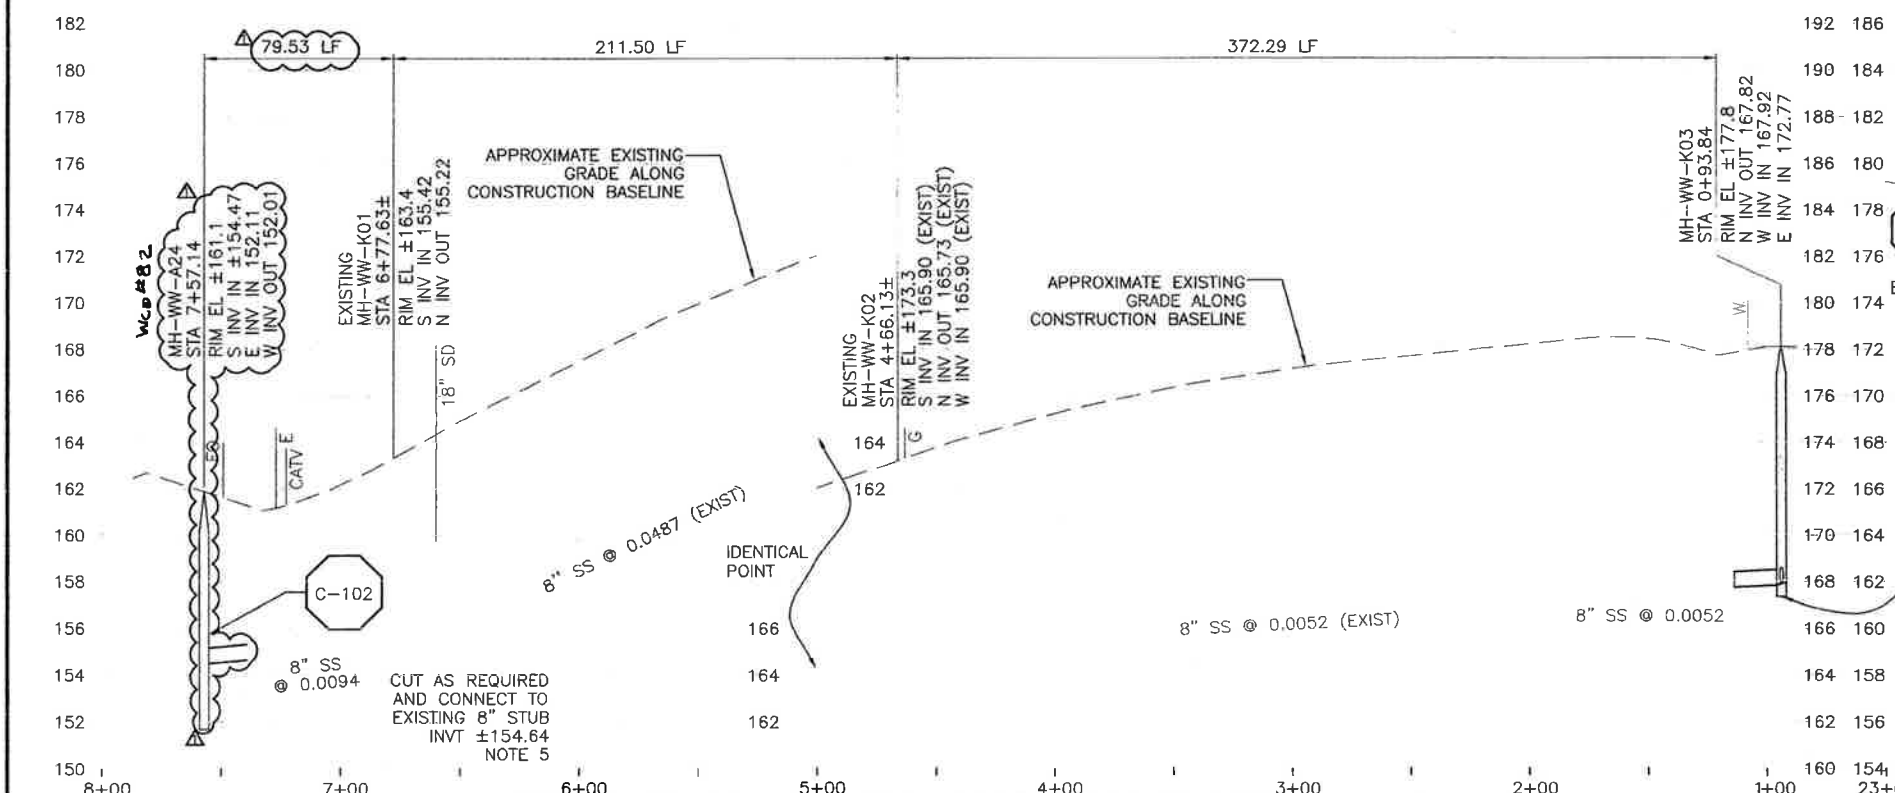 182
180
178
176
174
172
170
168
166
164
162
160
158
156
154
152
150
79.53 LF
211.50 LF
372.29 LF
WCD #82
MH-WW-A24
STA 7+57.14
RIM EL ±161.1
S INV IN ±154.47
E INV IN 152.11
W INV OUT 152.01
EXISTING
MH-WW-K01
STA 6+77.63±
RIM EL ±163.4
S INV IN 155.42
N INV OUT 155.22
18" SD
CATV
E
APPROXIMATE EXISTING
GRADE ALONG
CONSTRUCTION BASELINE
EXISTING
MH-WW-K02
STA 4+66.13±
RIM EL ±173.3
S INV IN 165.90 (EXIST)
N INV OUT 165.73 (EXIST)
W INV IN 165.90 (EXIST)
G
164
162
APPROXIMATE EXISTING
GRADE ALONG
CONSTRUCTION BASELINE
MH-WW-K03
STA 0+93.84
RIM EL ±177.8
N INV OUT 167.82
W INV IN 167.92
E INV IN 172.77
W
C-102
8" SS
@ 0.0094
CUT AS REQUIRED
AND CONNECT TO
EXISTING 8" STUB
INVT ±154.64
NOTE 5
8" SS @ 0.0487 (EXIST)
IDENTICAL
POINT
166
164
162
8" SS @ 0.0052 (EXIST)
8" SS @ 0.0052
192 186
190 184
188 182
186 180
184 178
182 176
180 174
178 172
176 170
174 168
172 166
170 164
168 162
166 160
164 158
162 156
160 154
8+00
7+00
6+00
5+00
4+00
3+00
2+00
1+00